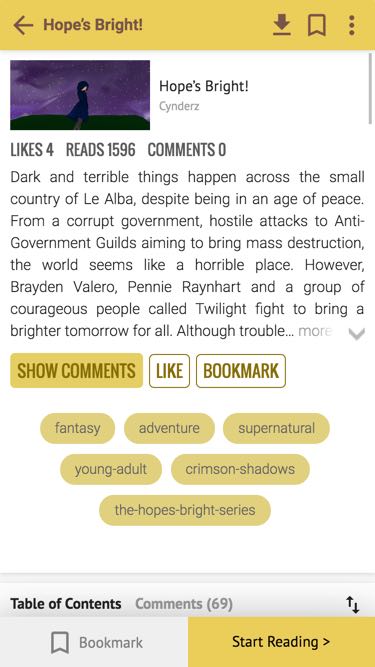 Hope's Bright!
Hope's Bright!
Cynderz
LIKES 4 READS 1596 COMMENTS 0
Dark and terrible things happen across the small
country of Le Alba, despite being in an age of peace.
From a corrupt government, hostile attacks to Anti-
Government Guilds aiming to bring mass destruction,
the world seems like a horrible place. However,
Brayden Valero, Pennie Raynhart and a group of
courageous people called Twilight fight to bring a
brighter tomorrow for all. Although trouble... more
SHOW COMMENTS LIKE BOOKMARK
fantasy adventure supernatural
young-adult crimson-shadows
the-hopes-bright-series
Table of Contents Comments (69)
Bookmark Start Reading >